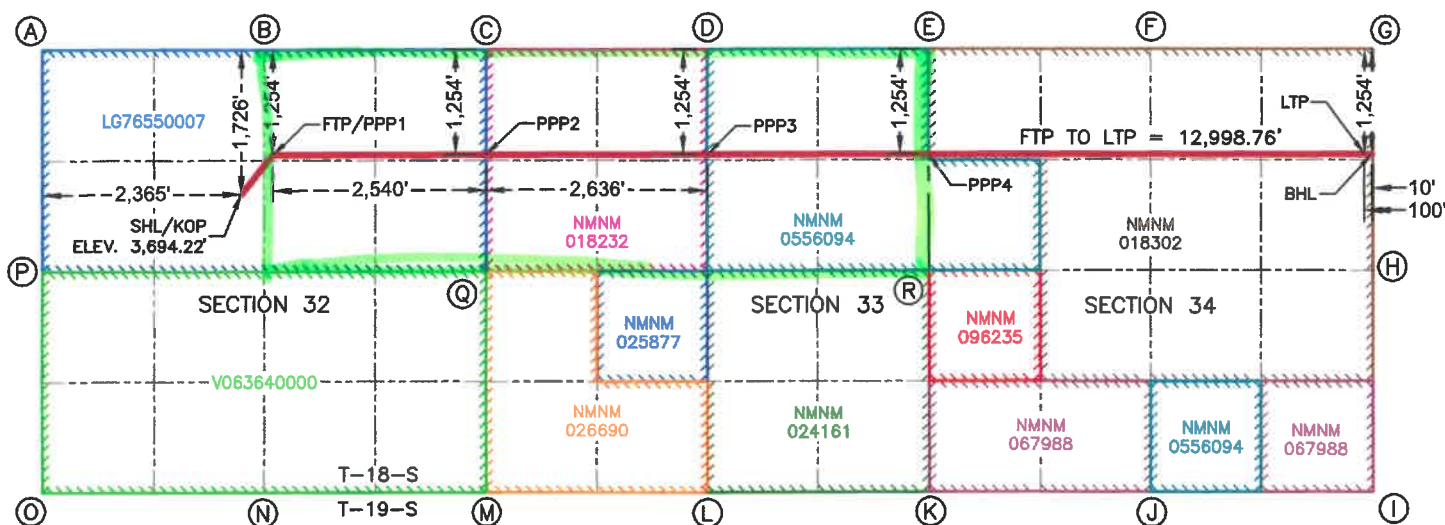 A B C D E F G
1,726'
1,254'
1,254'
1,254'
1,254'
1,254'
LG76550007
FTP/PPP1
PPP2
PPP3
FTP TO LTP = 12,998.76'
LTP
2,365'
2,540'
2,636'
PPP4
BHL
10'
100'
SHL/KOP
ELEV. 3,694.22'
NMNM
018232
NMNM
0556094
NMNM
018302
P Q R H
SECTION 32
SECTION 33
SECTION 34
NMNM
025877
NMNM
096235
V063640000
NMNM
026690
NMNM
024161
NMNM
067988
NMNM
0556094
NMNM
067988
T-18-S
T-19-S
O N M L K J I